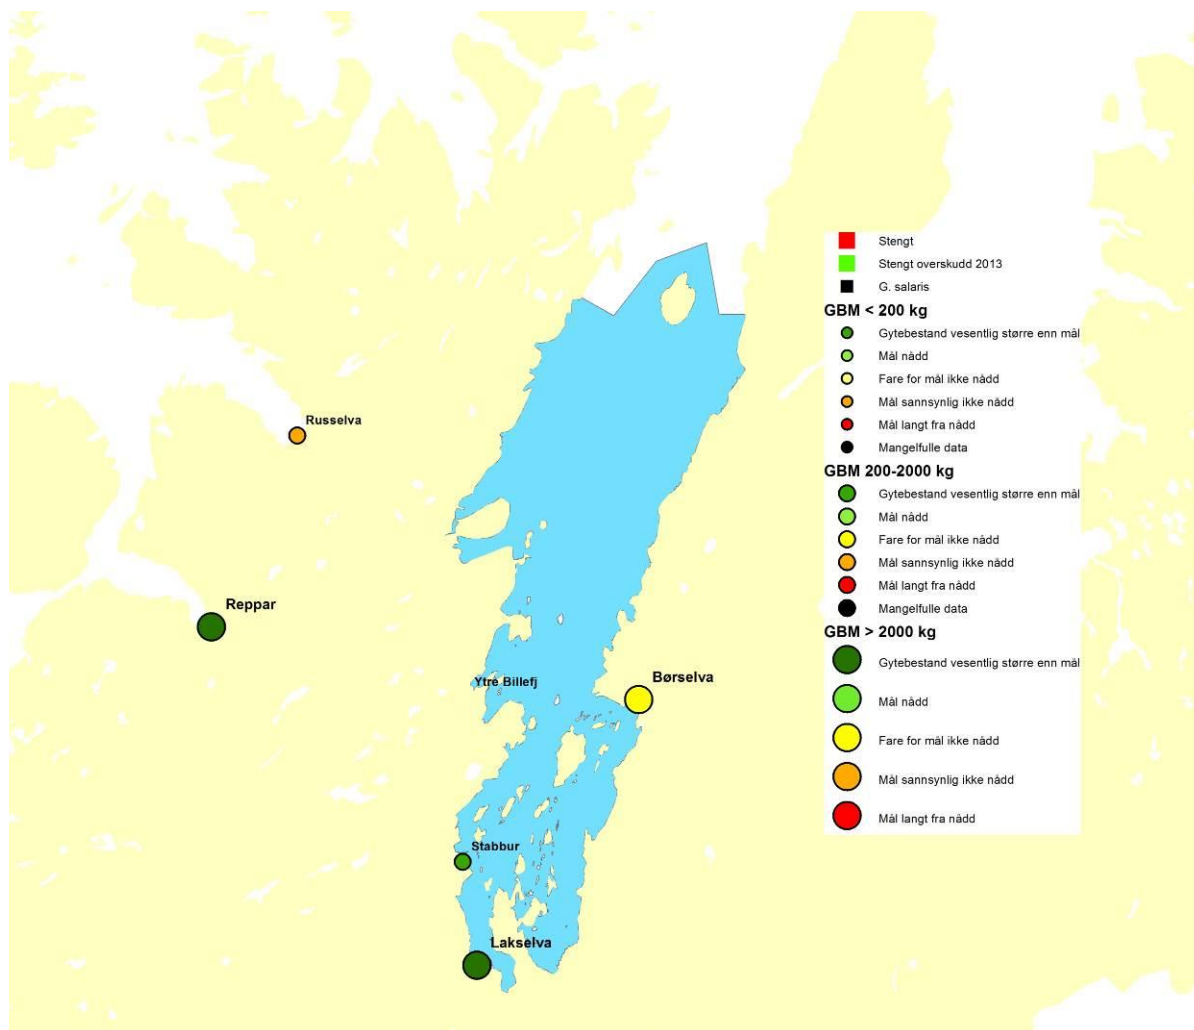 Stengt
Stengt overskudd 2013
G. salaris
GBM < 200 kg
Gytebestand vesentlig større enn mål
Mål nådd
Fare for mål ikke nådd
Mål sannsynlig ikke nådd
Mål langt fra nådd
Mangelfulle data
GBM 200-2000 kg
Gytebestand vesentlig større enn mål
Mål nådd
Fare for mål ikke nådd
Mål sannsynlig ikke nådd
Mål langt fra nådd
Mangelfulle data
GBM > 2000 kg
Gytebestand vesentlig større enn mål
Mål nådd
Fare for mål ikke nådd
Mål sannsynlig ikke nådd
Mål langt fra nådd
Russelva
Reppar
Ytre Billefj
Børselva
Stabbur
Lakselva